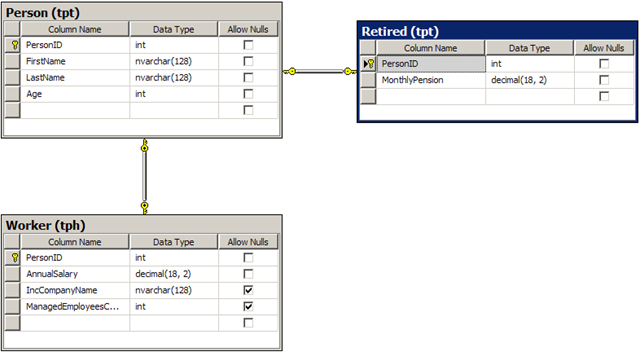 Person (tpt)
Column Name Data Type Allow Nulls
PersonID int
FirstName nvarchar(128)
LastName nvarchar(128)
Age int
Retired (tpt)
Column Name Data Type Allow Nulls
PersonID int
MonthlyPension decimal(18, 2)
Worker (tph)
Column Name Data Type Allow Nulls
PersonID int
AnnualSalary decimal(18, 2)
IncCompanyName nvarchar(128)
ManagedEmployeesC... int